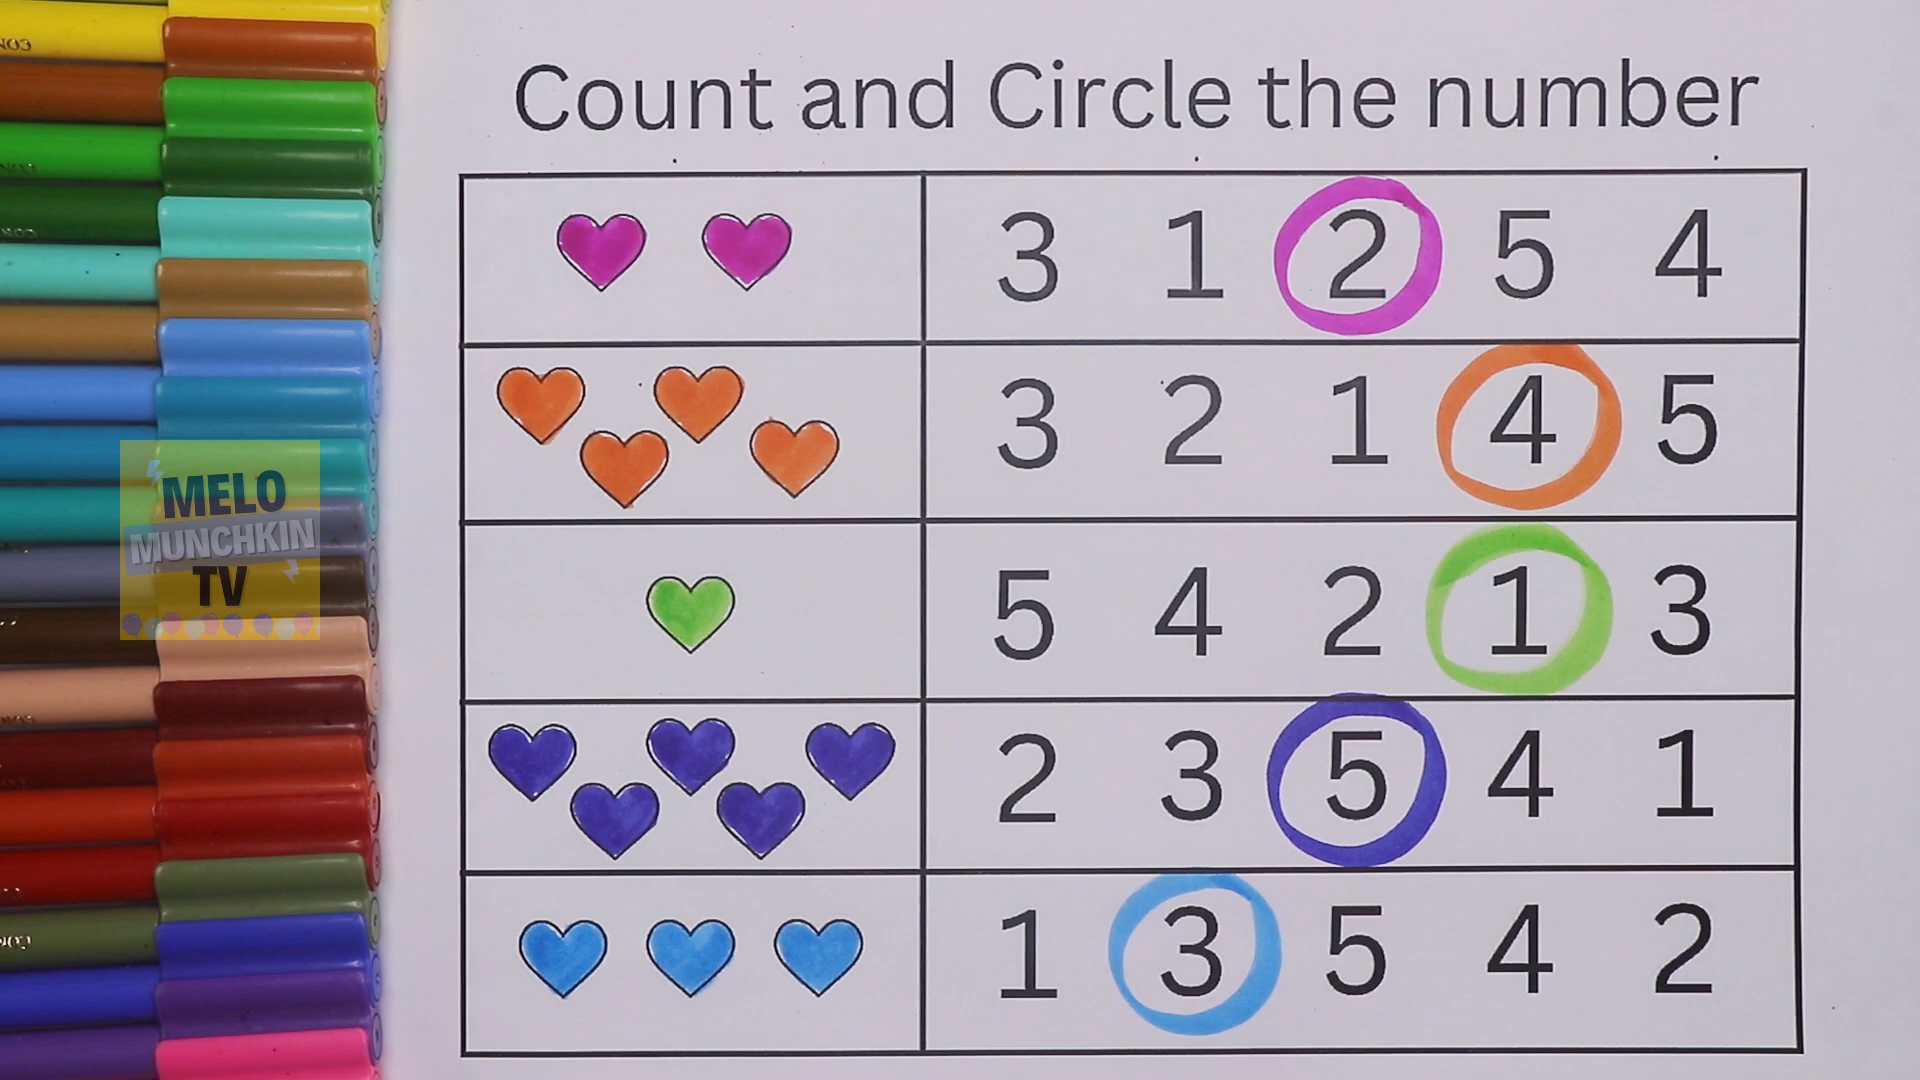 Count and Circle the number
3 1 2 5 4
3 2 1 4 5
5 4 2 1 3
2 3 5 4 1
1 3 5 4 2
MELO
MUNCHKIN
TV